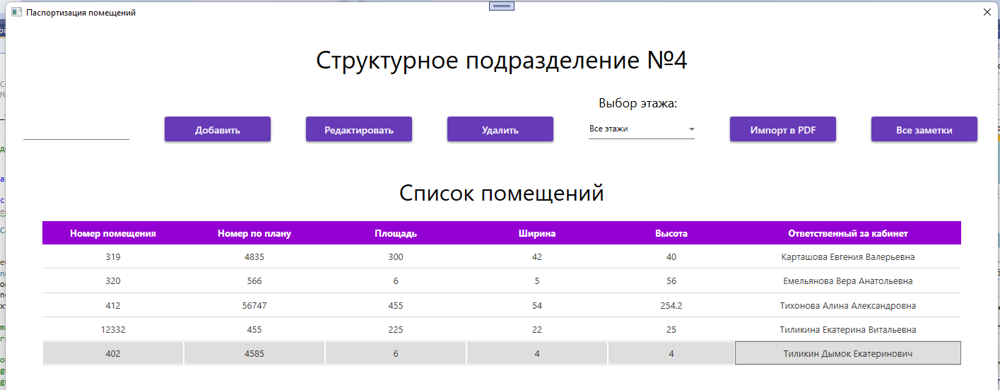 Паспортизация помещений
Структурное подразделение №4
Выбор этажа:
Добавить Редактировать Удалить Все этажи Импорт в PDF Все заметки
Список помещений
Номер помещения Номер по плану Площадь Ширина Высота Ответственный за кабинет
319 4835 300 42 40 Карташова Евгения Валерьевна
320 566 6 5 56 Емельянова Вера Анатольевна
412 56747 455 54 254.2 Тихонова Алина Александровна
12332 455 225 22 25 Тиликина Екатерина Витальевна
402 4585 6 4 4 Тиликин Дымок Екатеринович